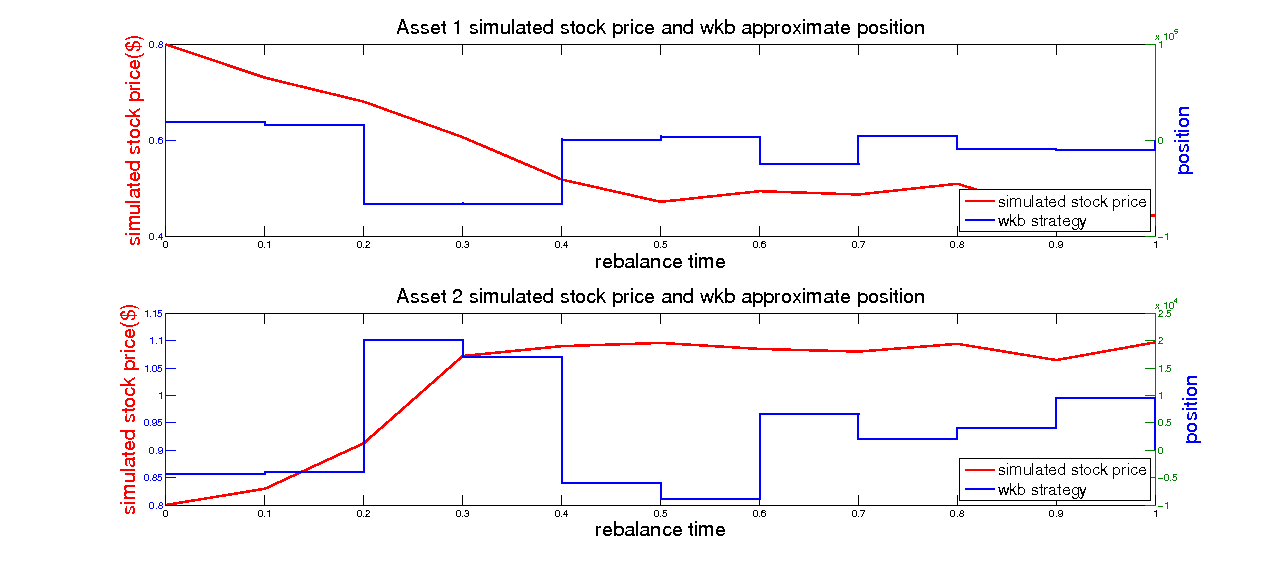 Asset 1 simulated stock price and wkb approximate position
x 10^5
simulated stock price($)
0.8
0.6
0.4
1
0
−1
position
simulated stock price
wkb strategy
0 0.1 0.2 0.3 0.4 0.5 0.6 0.7 0.8 0.9 1
rebalance time
Asset 2 simulated stock price and wkb approximate position
x 10^4
simulated stock price($)
1.15
1.1
1.05
1
0.95
0.9
0.85
0.8
2.5
2
1.5
1
0.5
0
−0.5
−1
position
simulated stock price
wkb strategy
0 0.1 0.2 0.3 0.4 0.5 0.6 0.7 0.8 0.9 1
rebalance time